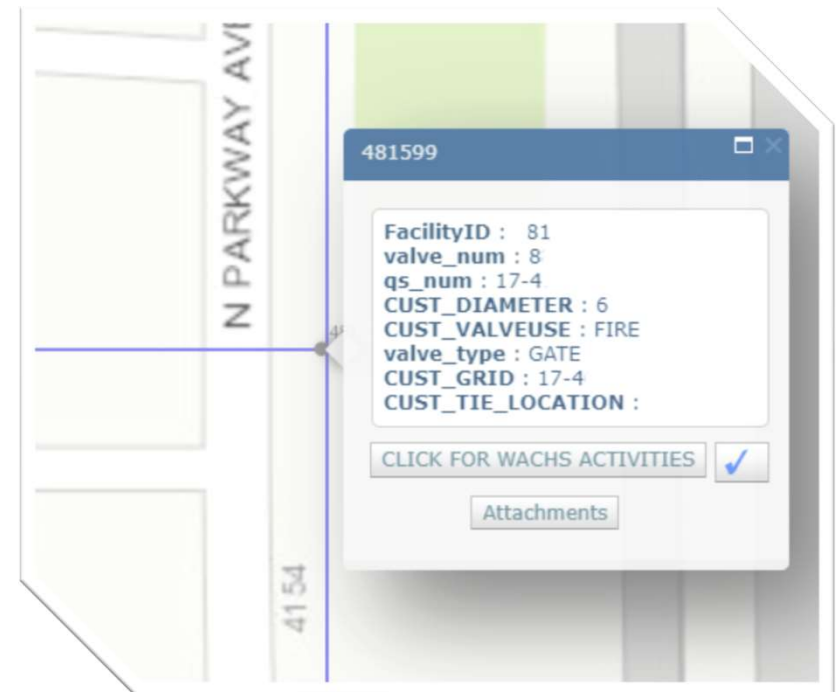 N PARKWAY AVE
481599
FacilityID : 81
valve_num : 8
qs_num : 17-4
CUST_DIAMETER : 6
CUST_VALVEUSE : FIRE
valve_type : GATE
CUST_GRID : 17-4
CUST_TIE_LOCATION :
CLICK FOR WACHS ACTIVITIES
Attachments
4154